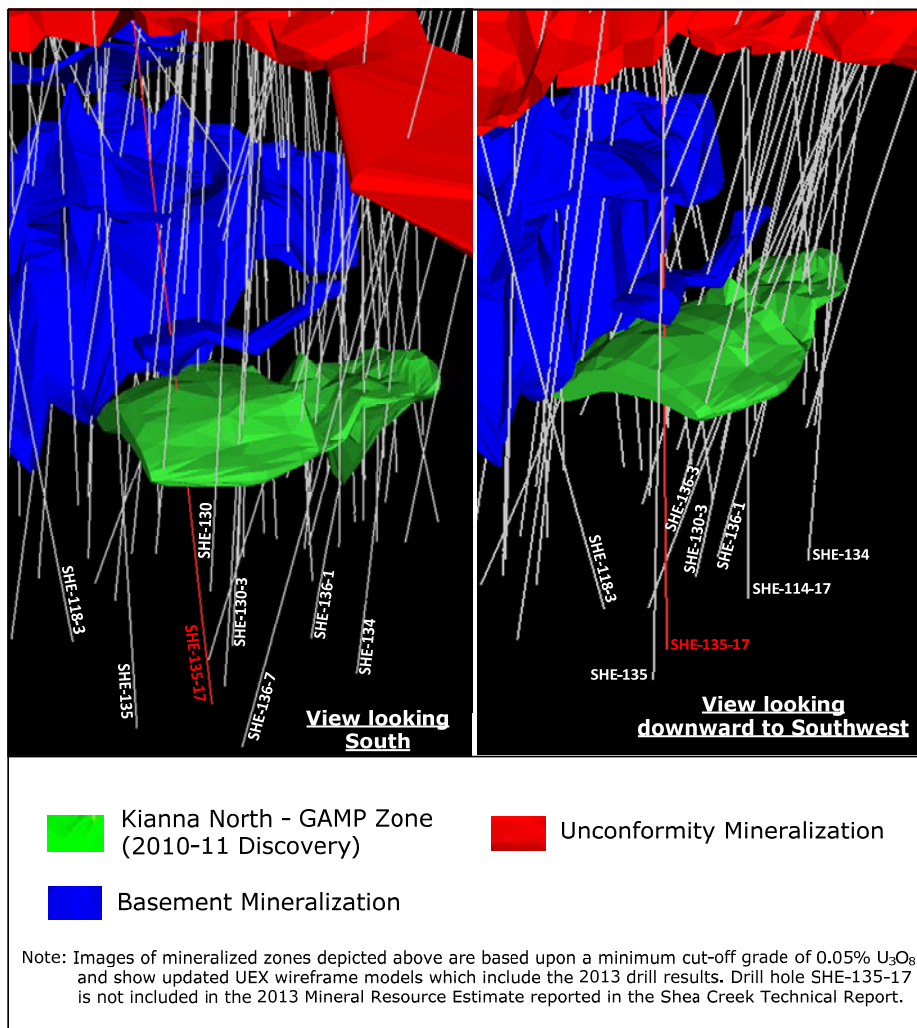 SHE-118-3
SHE-135
SHE-130
SHE-135-17
SHE-130-3
SHE-136-7
SHE-136-1
SHE-134
View looking
South
SHE-118-3
SHE-136-3
SHE-130-3
SHE-136-1
SHE-134
SHE-114-17
SHE-135-17
SHE-135
View looking
downward to Southwest
Kianna North - GAMP Zone
(2010-11 Discovery)
Unconformity Mineralization
Basement Mineralization
Note: Images of mineralized zones depicted above are based upon a minimum cut-off grade of 0.05% U₃O₈
and show updated UEX wireframe models which include the 2013 drill results. Drill hole SHE-135-17
is not included in the 2013 Mineral Resource Estimate reported in the Shea Creek Technical Report.